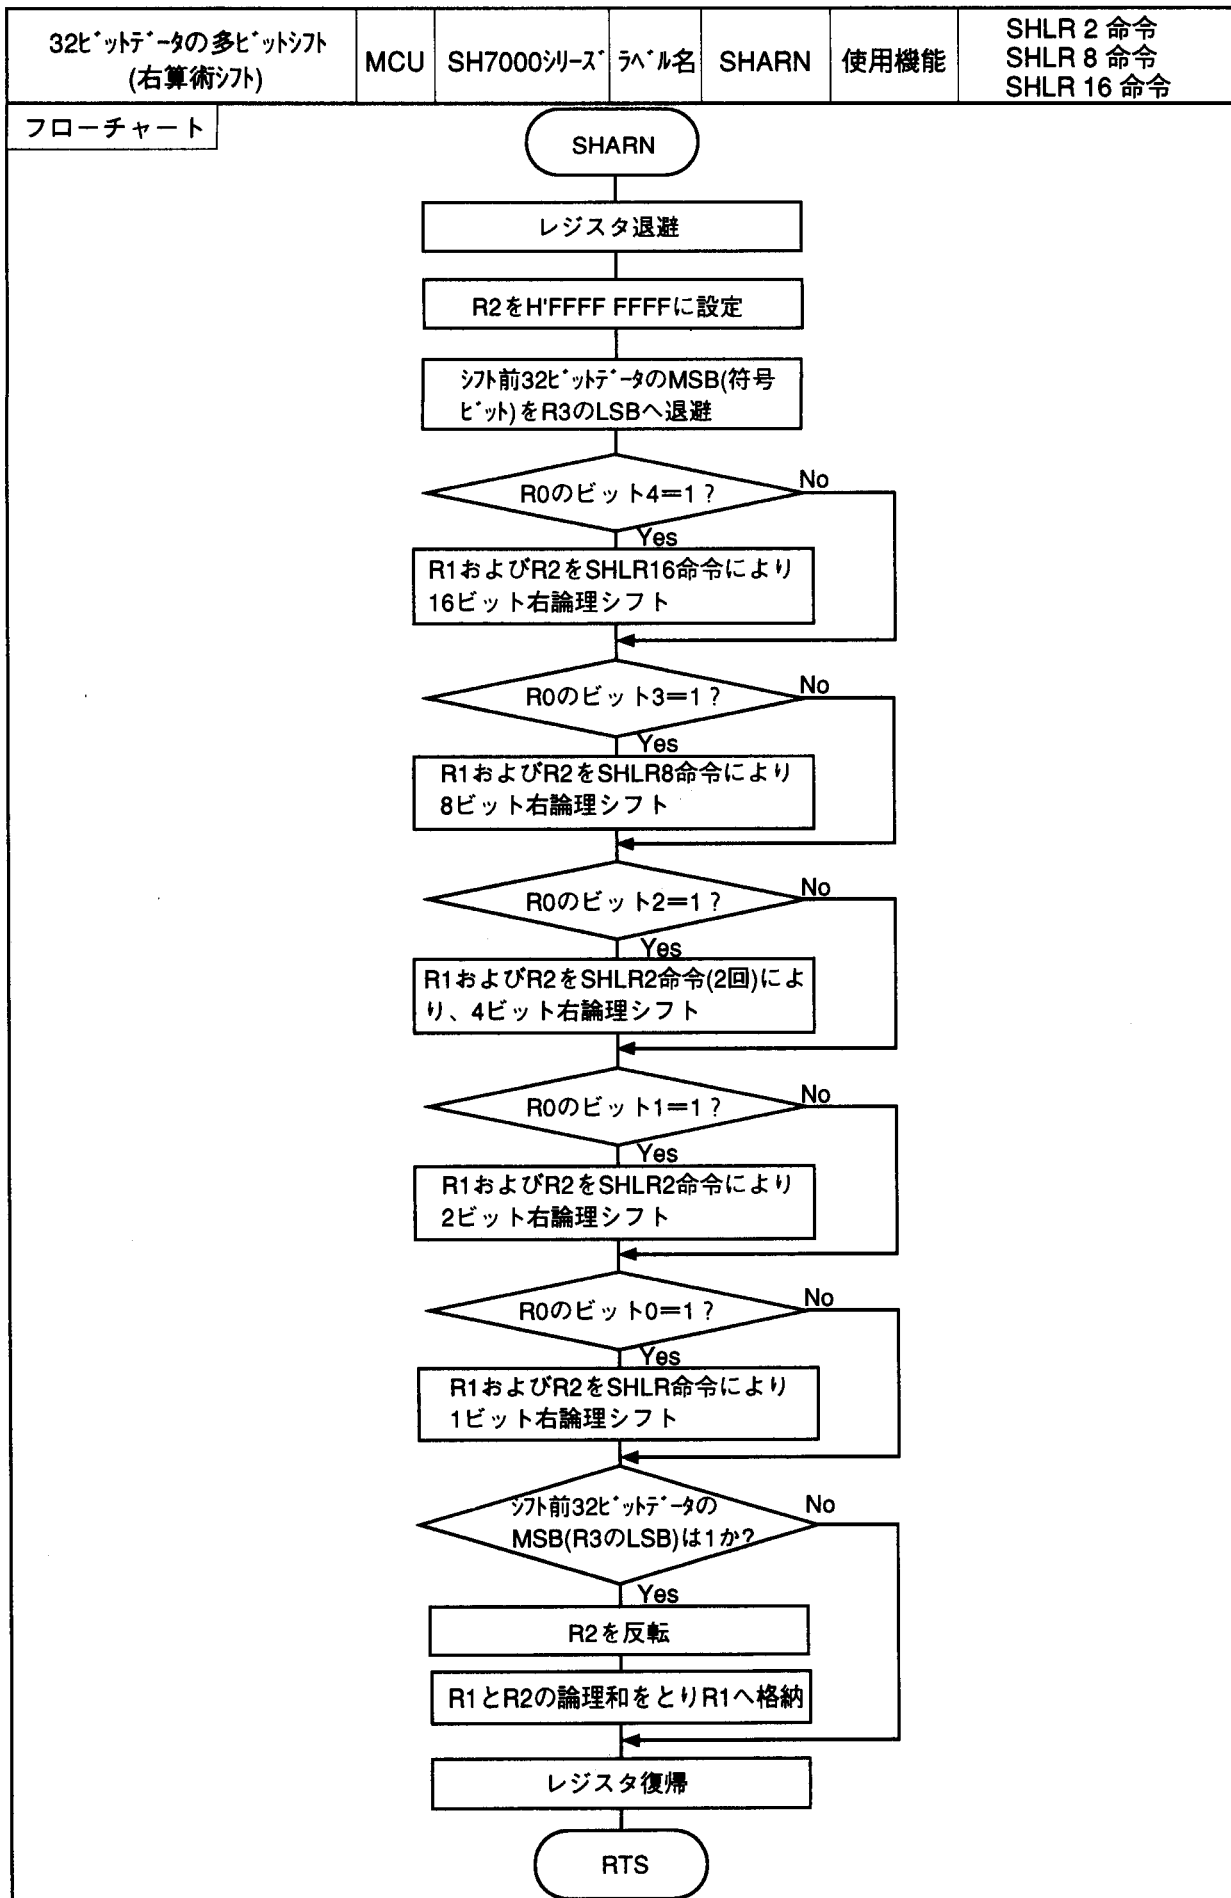 32ビットデータの多ビットシフト
(右算術シフト)
MCU
SH7000シリーズ
ラベル名
SHARN
使用機能
SHLR 2 命令
SHLR 8 命令
SHLR 16 命令
フローチャート
SHARN
レジスタ退避
R2をH'FFFF FFFFに設定
シフト前32ビットデータのMSB(符号
ビット)をR3のLSBへ退避
R0のビット4=1?
No
Yes
R1およびR2をSHLR16命令により
16ビット右論理シフト
R0のビット3=1?
No
Yes
R1およびR2をSHLR8命令により
8ビット右論理シフト
R0のビット2=1?
No
Yes
R1およびR2をSHLR2命令(2回)によ
り、4ビット右論理シフト
R0のビット1=1?
No
Yes
R1およびR2をSHLR2命令により
2ビット右論理シフト
R0のビット0=1?
No
Yes
R1およびR2をSHLR命令により
1ビット右論理シフト
シフト前32ビットデータの
MSB(R3のLSB)は1か?
No
Yes
R2を反転
R1とR2の論理和をとりR1へ格納
レジスタ復帰
RTS